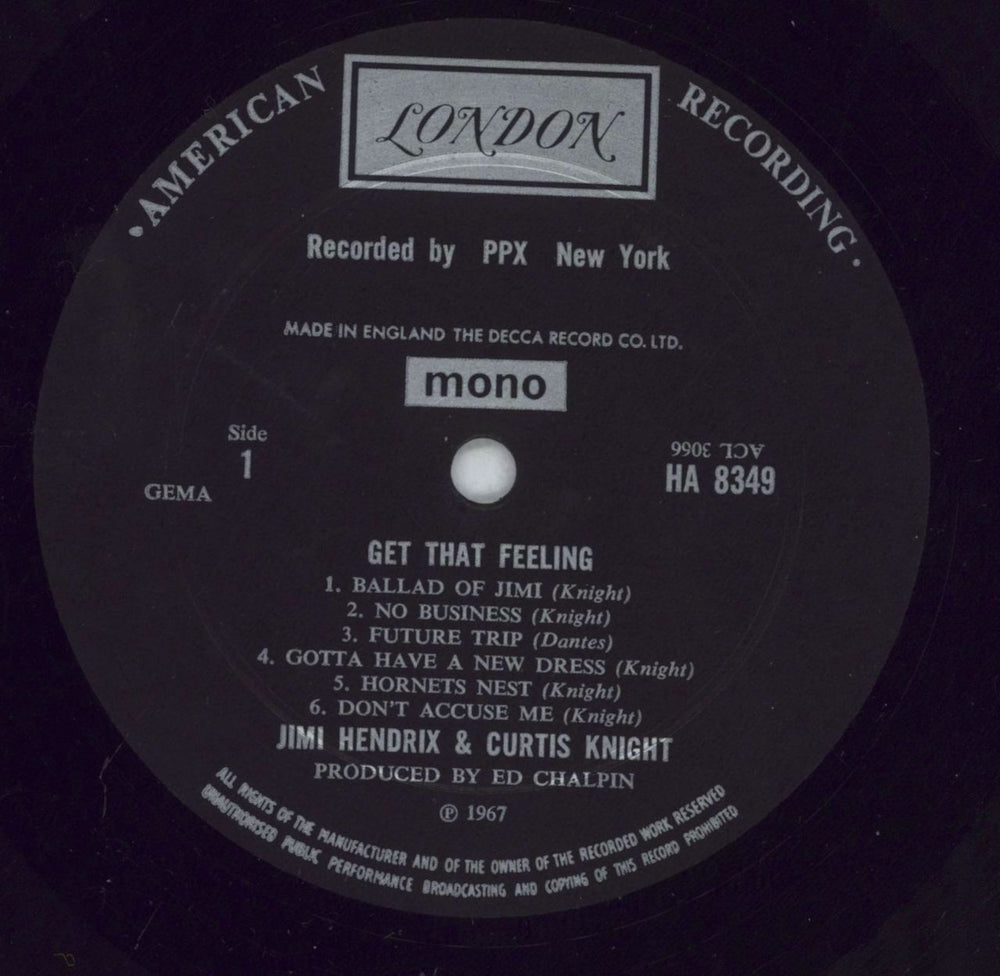 • AMERICAN RECORDING •
LONDON
Recorded by PPX New York
MADE IN ENGLAND THE DECCA RECORD CO. LTD.
mono
Side
1
GEMA
ACL 3066
HA 8349
GET THAT FEELING
1. BALLAD OF JIMI (Knight)
2. NO BUSINESS (Knight)
3. FUTURE TRIP (Dantes)
4. GOTTA HAVE A NEW DRESS (Knight)
5. HORNETS NEST (Knight)
6. DON'T ACCUSE ME (Knight)
JIMI HENDRIX & CURTIS KNIGHT
PRODUCED BY ED CHALPIN
℗ 1967
ALL RIGHTS OF THE MANUFACTURER AND OF THE OWNER OF THE RECORDED WORK RESERVED
UNAUTHORISED PUBLIC PERFORMANCE BROADCASTING AND COPYING OF THIS RECORD PROHIBITED